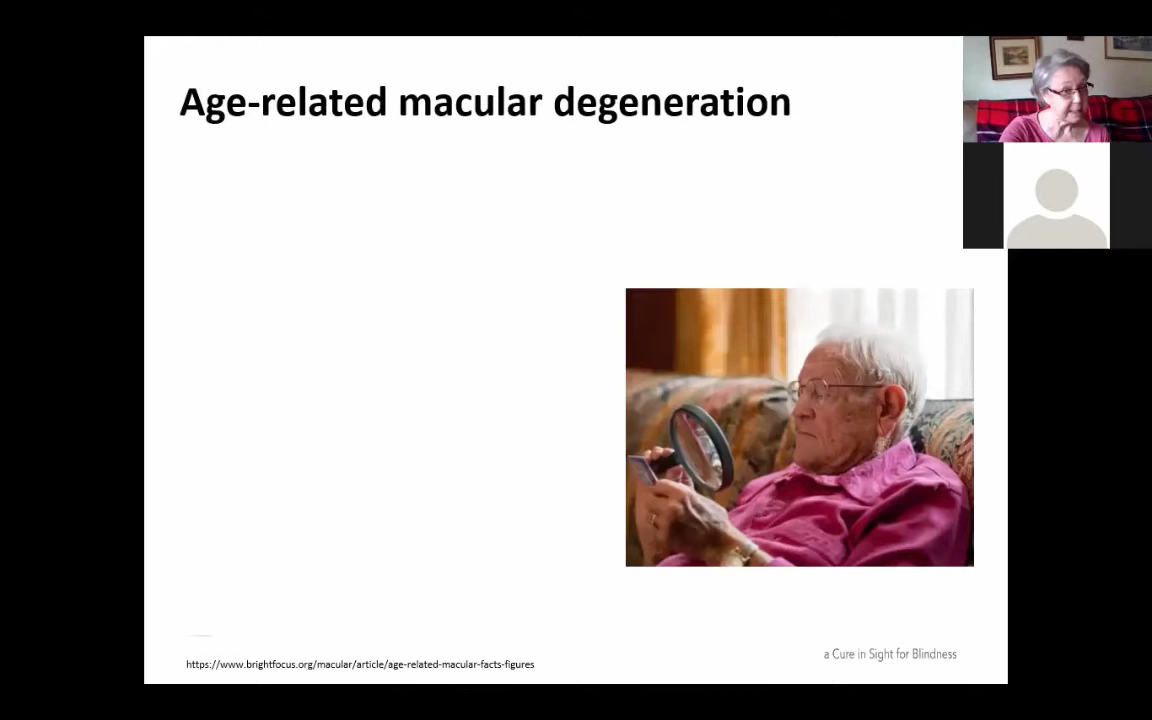 Age-related macular degeneration
https://www.brightfocus.org/macular/article/age-related-macular-facts-figures
a Cure in Sight for Blindness